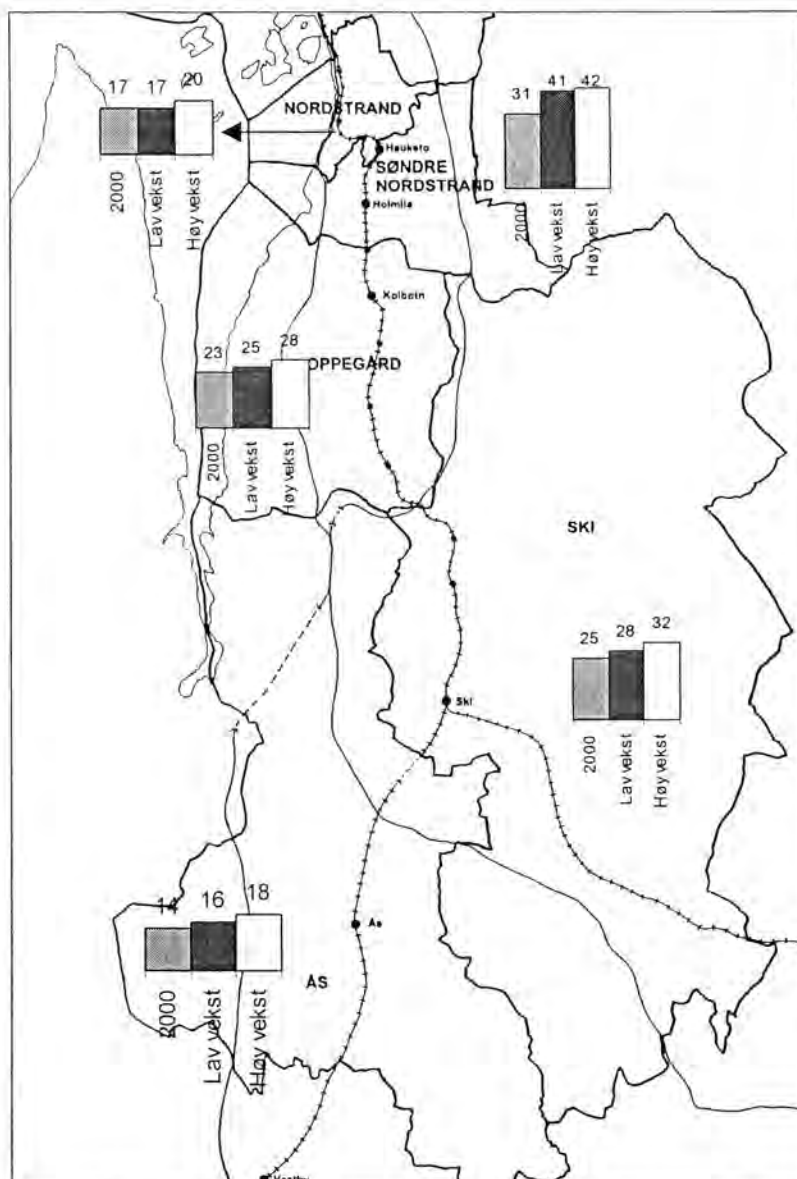 17 17 20
2000
Lav vekst
Høy vekst
NORDSTRAND
Hauketo
SØNDRE
NORDSTRAND
Holmlia
31 41 42
2000
Lav vekst
Høy vekst
Kolbotn
23 25 28
OPPEGÅRD
2000
Lav vekst
Høy vekst
SKI
25 28 32
2000
Lav vekst
Høy vekst
Ski
14 16 18
2000
Lav vekst
Høy vekst
Ås
ÅS